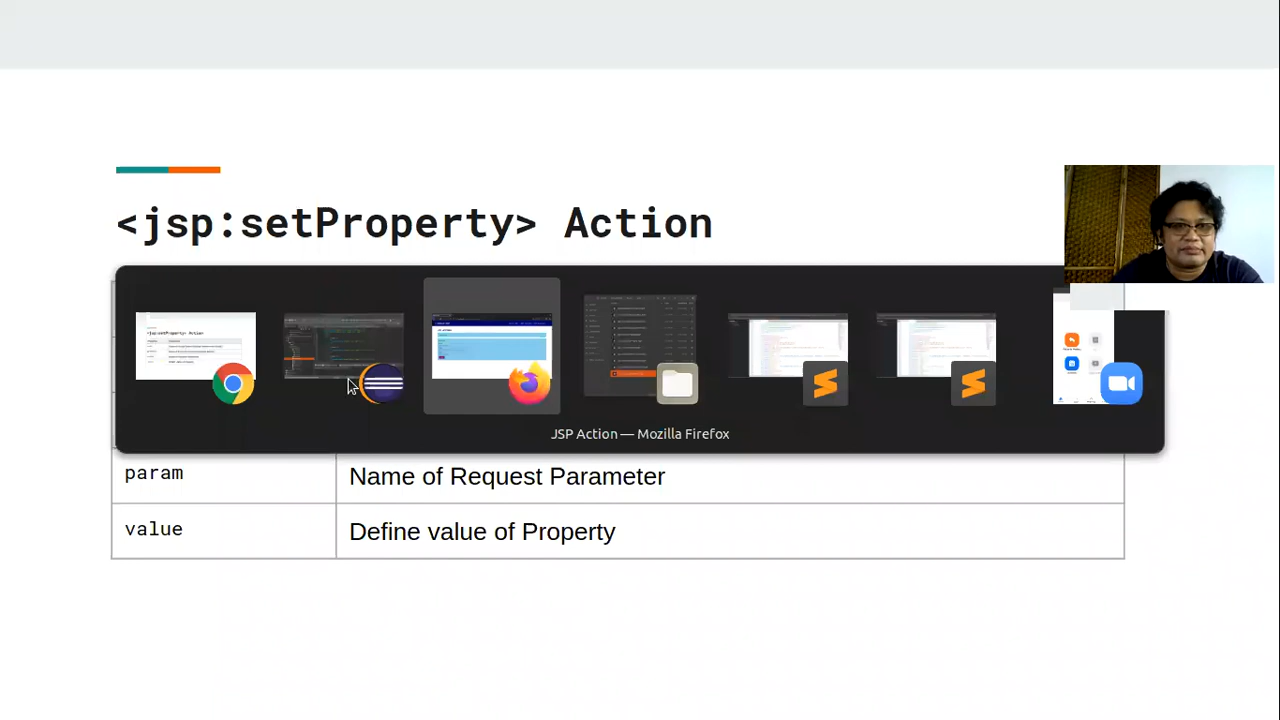 <jsp:setProperty> Action
JSP Action — Mozilla Firefox
param
Name of Request Parameter
value
Define value of Property